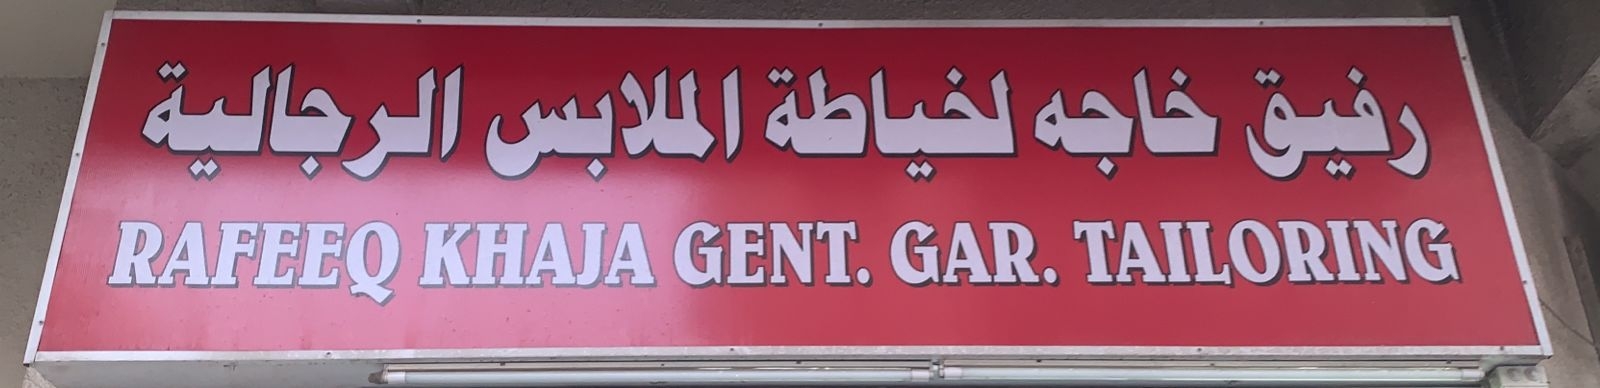 رفيق خاجه لخياطة الملابس الرجالية
RAFEEQ KHAJA GENT. GAR. TAILORING